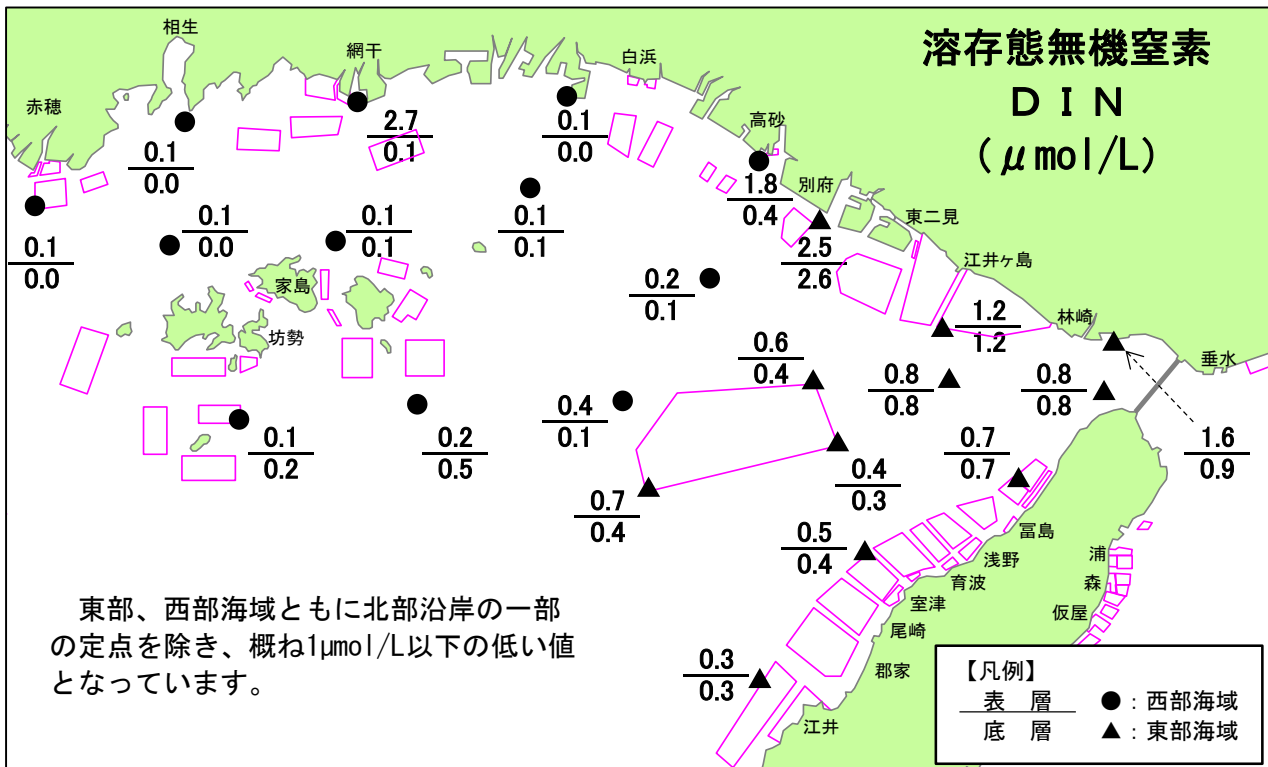 溶存態無機窒素
ＤＩＮ
(μmol/L)
相生
網干
白浜
赤穂
高砂
別府
東二見
江井ヶ島
林崎
垂水
家島
坊勢
2.7
0.1
0.1
0.0
0.1
0.0
1.8
0.4
0.1
0.0
0.1
0.0
0.1
0.1
0.1
0.1
2.5
2.6
0.2
0.1
1.2
1.2
0.6
0.4
0.8
0.8
0.8
0.8
0.4
0.1
0.1
0.2
0.2
0.5
0.7
0.7
1.6
0.9
0.4
0.3
0.7
0.4
0.5
0.4
0.3
0.3
冨島
浅野
育波
室津
尾崎
郡家
江井
浦
森
仮屋
東部、西部海域ともに北部沿岸の一部
の定点を除き、概ね1μmol/L以下の低い値
となっています。
【凡例】
表　層
底　層
●：西部海域
▲：東部海域